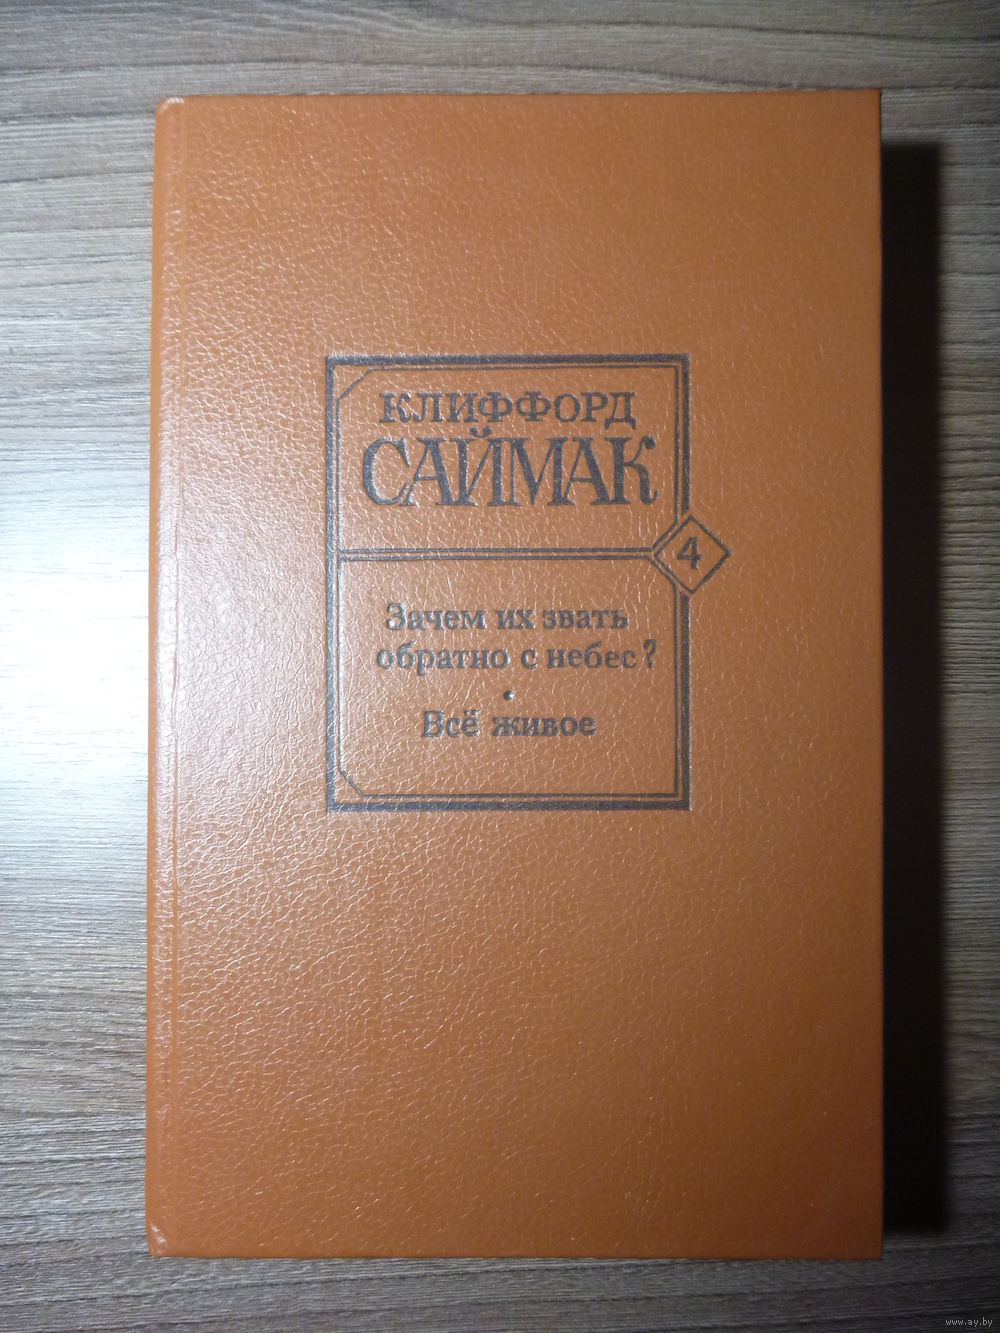 КЛИФФОРД
САЙМАК
4
Зачем их звать
обратно с небес?
•
Всё живое
www.ay.by